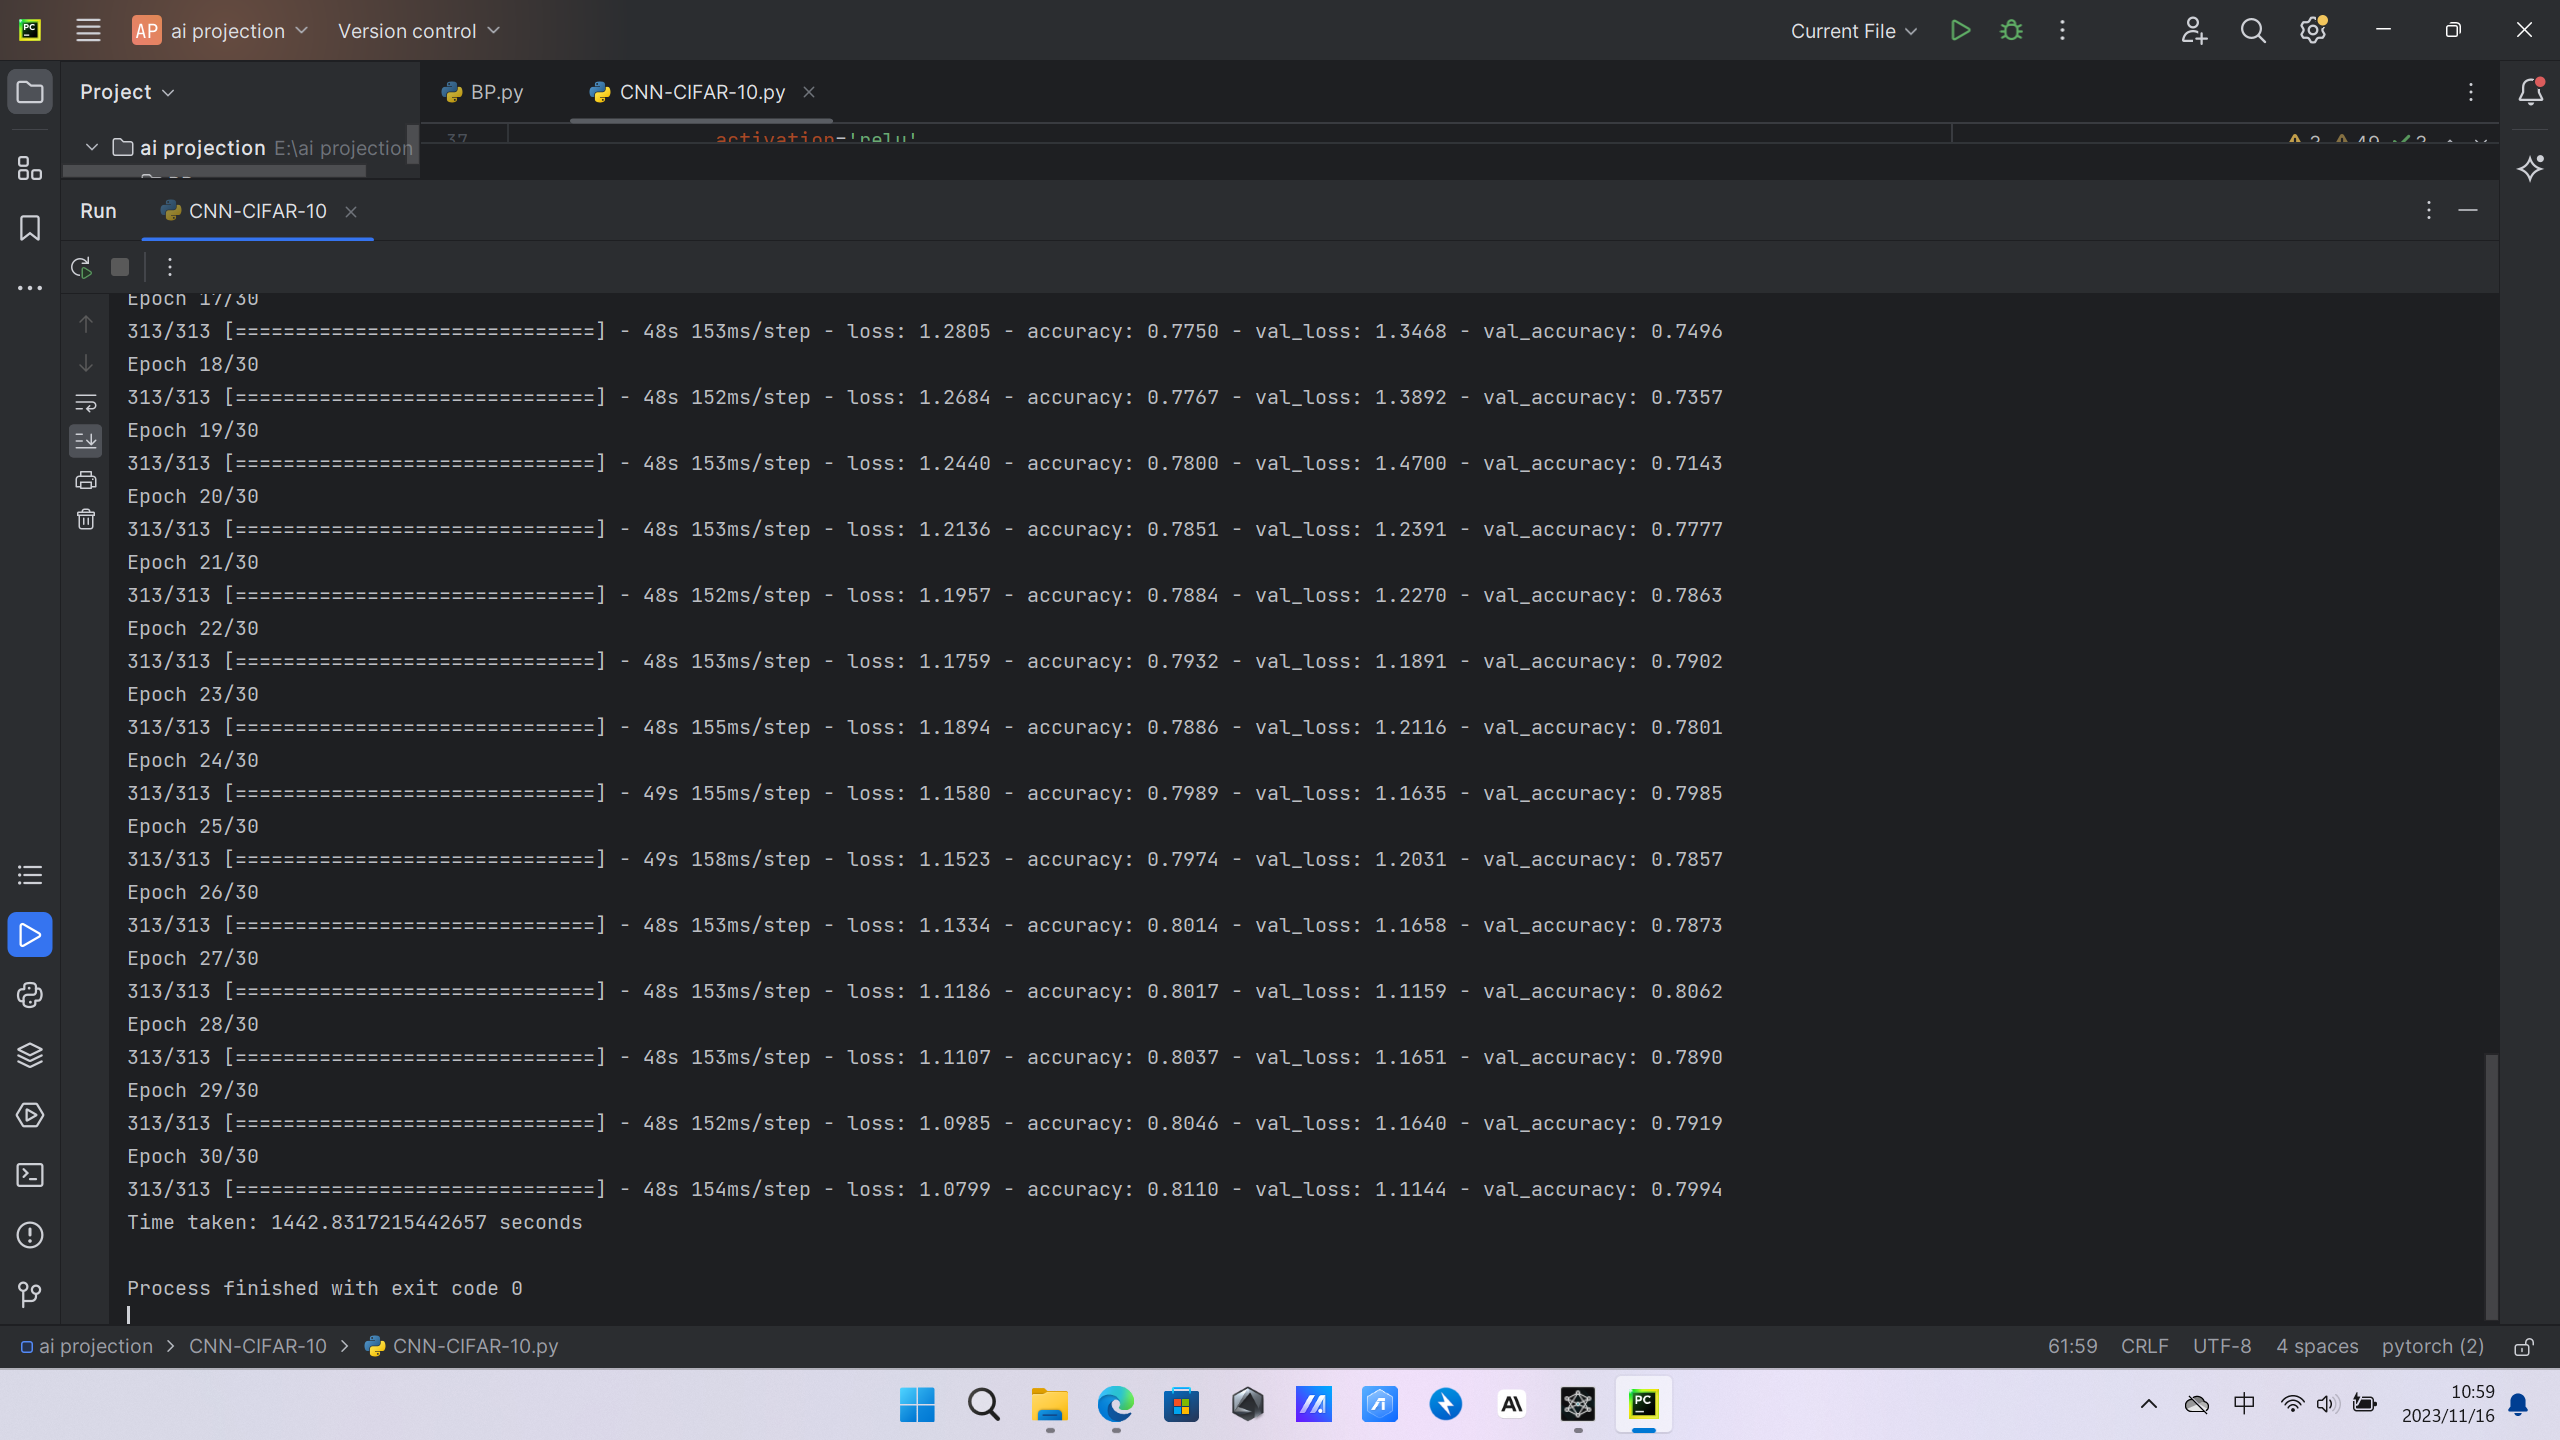 PC
AP ai projection
Version control
Current File
Project
BP.py
CNN-CIFAR-10.py
ai projection E:\ai projection
37
activation='relu'
Run
CNN-CIFAR-10
Epoch 17/30
313/313 [==============================] - 48s 153ms/step - loss: 1.2805 - accuracy: 0.7750 - val_loss: 1.3468 - val_accuracy: 0.7496
Epoch 18/30
313/313 [==============================] - 48s 152ms/step - loss: 1.2684 - accuracy: 0.7767 - val_loss: 1.3892 - val_accuracy: 0.7357
Epoch 19/30
313/313 [==============================] - 48s 153ms/step - loss: 1.2440 - accuracy: 0.7800 - val_loss: 1.4700 - val_accuracy: 0.7143
Epoch 20/30
313/313 [==============================] - 48s 153ms/step - loss: 1.2136 - accuracy: 0.7851 - val_loss: 1.2391 - val_accuracy: 0.7777
Epoch 21/30
313/313 [==============================] - 48s 152ms/step - loss: 1.1957 - accuracy: 0.7884 - val_loss: 1.2270 - val_accuracy: 0.7863
Epoch 22/30
313/313 [==============================] - 48s 153ms/step - loss: 1.1759 - accuracy: 0.7932 - val_loss: 1.1891 - val_accuracy: 0.7902
Epoch 23/30
313/313 [==============================] - 48s 155ms/step - loss: 1.1894 - accuracy: 0.7886 - val_loss: 1.2116 - val_accuracy: 0.7801
Epoch 24/30
313/313 [==============================] - 49s 155ms/step - loss: 1.1580 - accuracy: 0.7989 - val_loss: 1.1635 - val_accuracy: 0.7985
Epoch 25/30
313/313 [==============================] - 49s 158ms/step - loss: 1.1523 - accuracy: 0.7974 - val_loss: 1.2031 - val_accuracy: 0.7857
Epoch 26/30
313/313 [==============================] - 48s 153ms/step - loss: 1.1334 - accuracy: 0.8014 - val_loss: 1.1658 - val_accuracy: 0.7873
Epoch 27/30
313/313 [==============================] - 48s 153ms/step - loss: 1.1186 - accuracy: 0.8017 - val_loss: 1.1159 - val_accuracy: 0.8062
Epoch 28/30
313/313 [==============================] - 48s 153ms/step - loss: 1.1107 - accuracy: 0.8037 - val_loss: 1.1651 - val_accuracy: 0.7890
Epoch 29/30
313/313 [==============================] - 48s 152ms/step - loss: 1.0985 - accuracy: 0.8046 - val_loss: 1.1640 - val_accuracy: 0.7919
Epoch 30/30
313/313 [==============================] - 48s 154ms/step - loss: 1.0799 - accuracy: 0.8110 - val_loss: 1.1144 - val_accuracy: 0.7994
Time taken: 1442.8317215442657 seconds
Process finished with exit code 0
ai projection > CNN-CIFAR-10 > CNN-CIFAR-10.py
61:59 CRLF UTF-8 4 spaces pytorch (2)
PC
中
10:59
2023/11/16